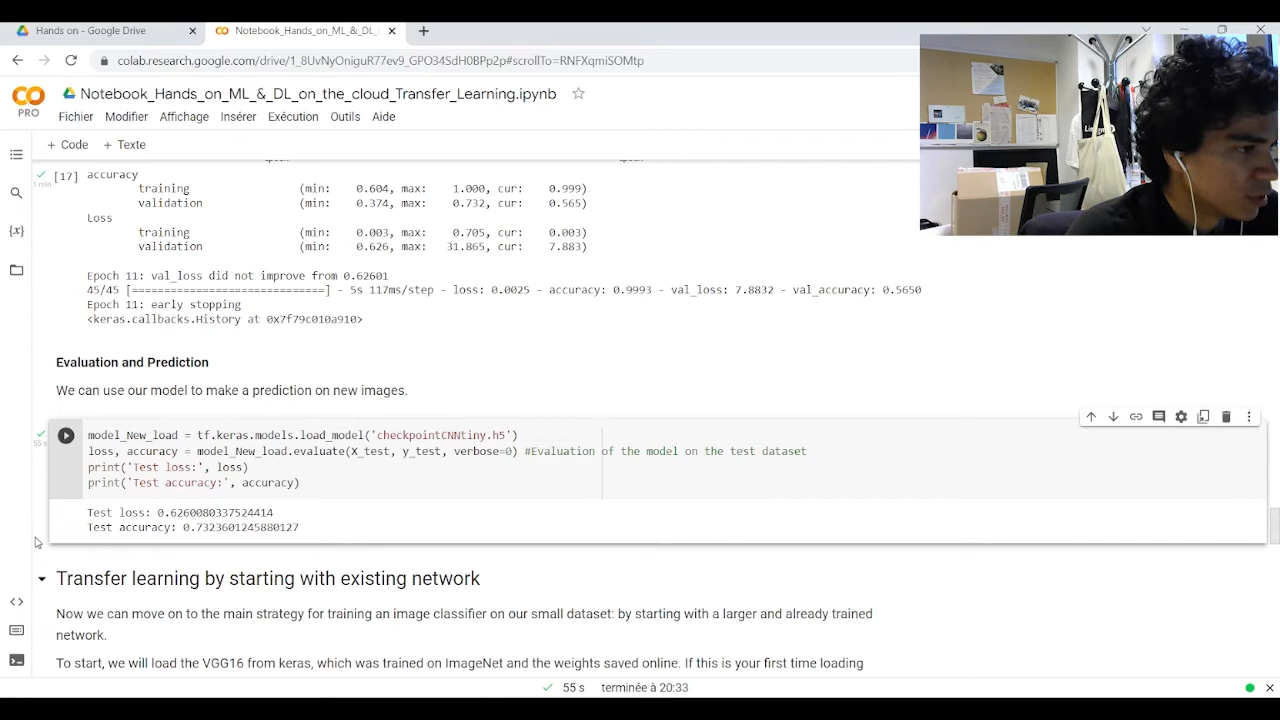 Hands on - Google Drive
Notebook_Hands_on_ML_&_DL_
colab.research.google.com/drive/1_8UvNyOniguR77ev9_GPO34SdH0BPp2p#scrollTo=RNFXqmiSOMtp
Notebook_Hands_on_ML_&_DL_on_the_cloud_Transfer_Learning.ipynb
PRO
Fichier Modifier Affichage Insérer Exécution Outils Aide
+ Code + Texte
[17] accuracy
1 min
training (min: 0.604, max: 1.000, cur: 0.999)
validation (min: 0.374, max: 0.732, cur: 0.565)
Loss
training (min: 0.003, max: 0.705, cur: 0.003)
validation (min: 0.626, max: 31.865, cur: 7.883)
Epoch 11: val_loss did not improve from 0.62601
45/45 [==============================] - 5s 117ms/step - loss: 0.0025 - accuracy: 0.9993 - val_loss: 7.8832 - val_accuracy: 0.5650
Epoch 11: early stopping
<keras.callbacks.History at 0x7f79c010a910>
Evaluation and Prediction
We can use our model to make a prediction on new images.
55 s
model_New_load = tf.keras.models.load_model('checkpointCNNtiny.h5')
loss, accuracy = model_New_load.evaluate(X_test, y_test, verbose=0) #Evaluation of the model on the test dataset
print('Test loss:', loss)
print('Test accuracy:', accuracy)
Test loss: 0.6260080337524414
Test accuracy: 0.7323601245880127
Transfer learning by starting with existing network
Now we can move on to the main strategy for training an image classifier on our small dataset: by starting with a larger and already trained
network.
To start, we will load the VGG16 from keras, which was trained on ImageNet and the weights saved online. If this is your first time loading
55 s terminée à 20:33